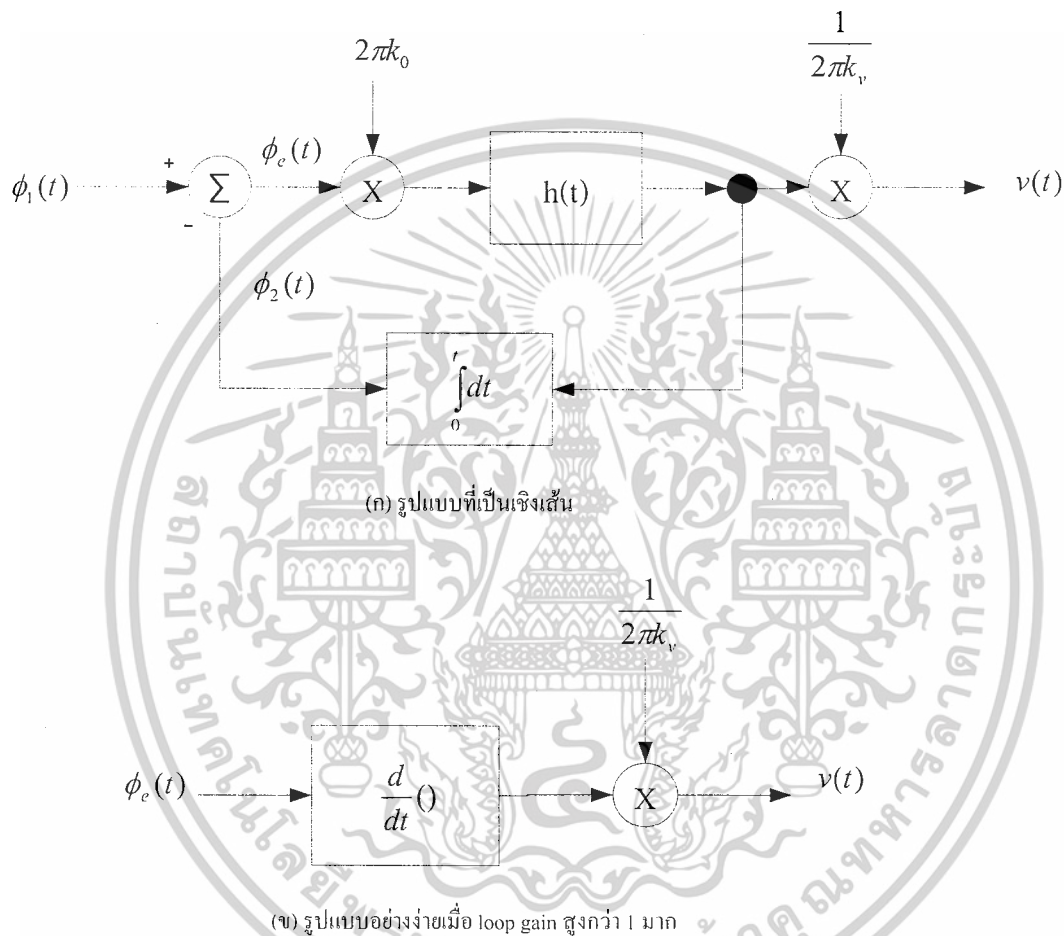 2πk₀
1/(2πkᵥ)
ϕ₁(t) + - Σ ϕₑ(t) X h(t) X v(t)
ϕ₂(t)
∫₀ᵗ dt
(ก) รูปแบบที่เป็นเชิงเส้น
1/(2πkᵥ)
ϕₑ(t) d/dt () X v(t)
(ข) รูปแบบอย่างง่ายเมื่อ loop gain สูงกว่า 1 มาก